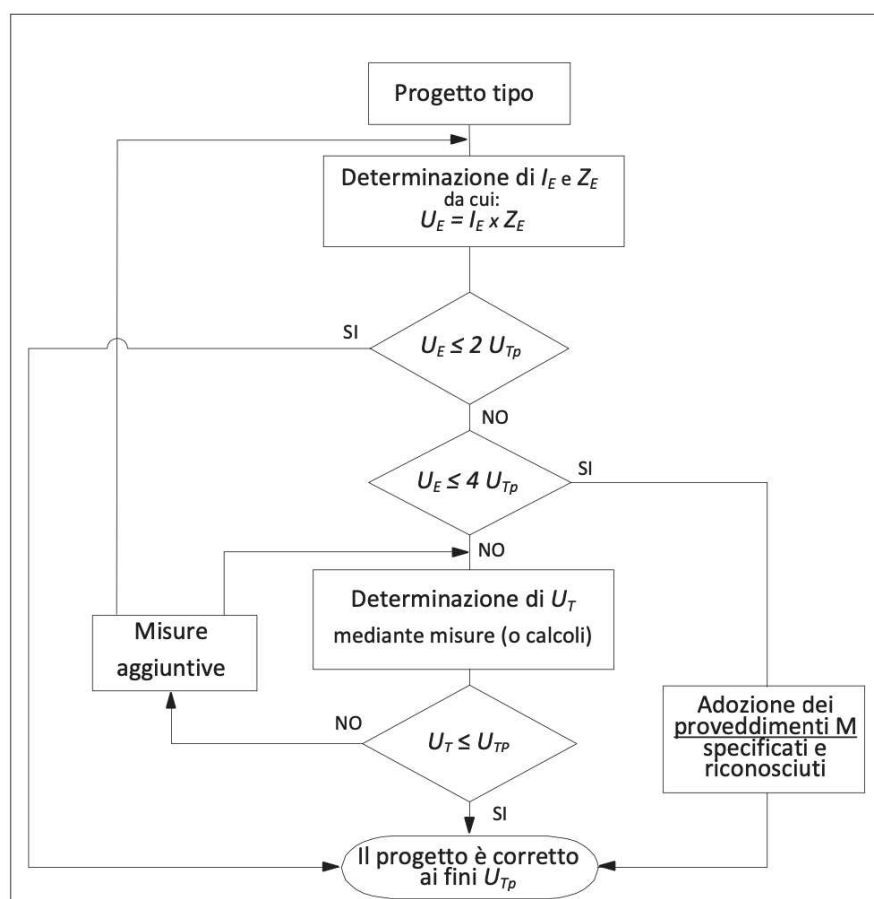 Progetto tipo
Determinazione di I_E e Z_E
da cui:
U_E = I_E x Z_E
SI
U_E ≤ 2 U_Tp
NO
U_E ≤ 4 U_Tp
SI
NO
Determinazione di U_T
mediante misure (o calcoli)
Misure
aggiuntive
NO
U_T ≤ U_TP
SI
Adozione dei
proveddimenti M
specificati e
riconosciuti
Il progetto è corretto
ai fini U_Tp